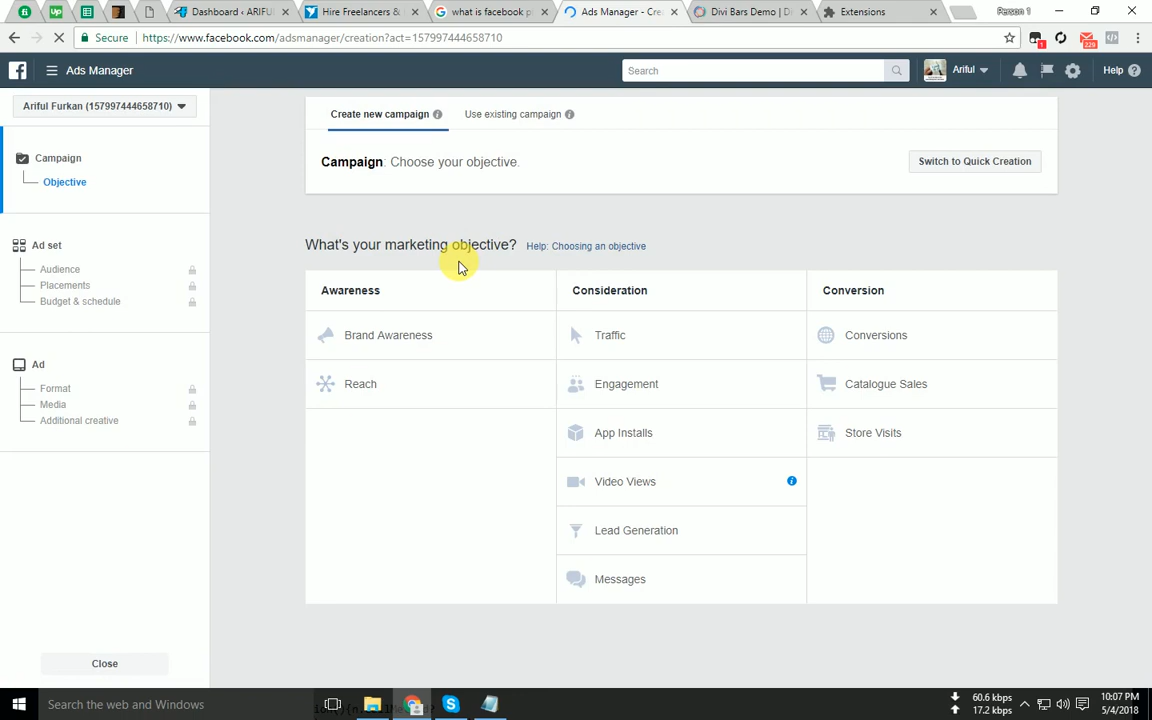 Dashboard ‹ ARIFUL
Hire Freelancers &
what is facebook p
Ads Manager - Cre
Divi Bars Demo | D
Extensions
Person 1
Secure
https://www.facebook.com/adsmanager/creation?act=157997444658710
1
229
Ads Manager
Search
Ariful
Help
Ariful Furkan (157997444658710)
Create new campaign
Use existing campaign
Campaign
Objective
Campaign: Choose your objective.
Switch to Quick Creation
Ad set
Audience
Placements
Budget & schedule
What's your marketing objective?
Help: Choosing an objective
Awareness
Consideration
Conversion
Brand Awareness
Traffic
Conversions
Reach
Engagement
Catalogue Sales
App Installs
Store Visits
Video Views
Lead Generation
Messages
Ad
Format
Media
Additional creative
Close
Search the web and Windows
60.6 kbps
17.2 kbps
10:07 PM
5/4/2018